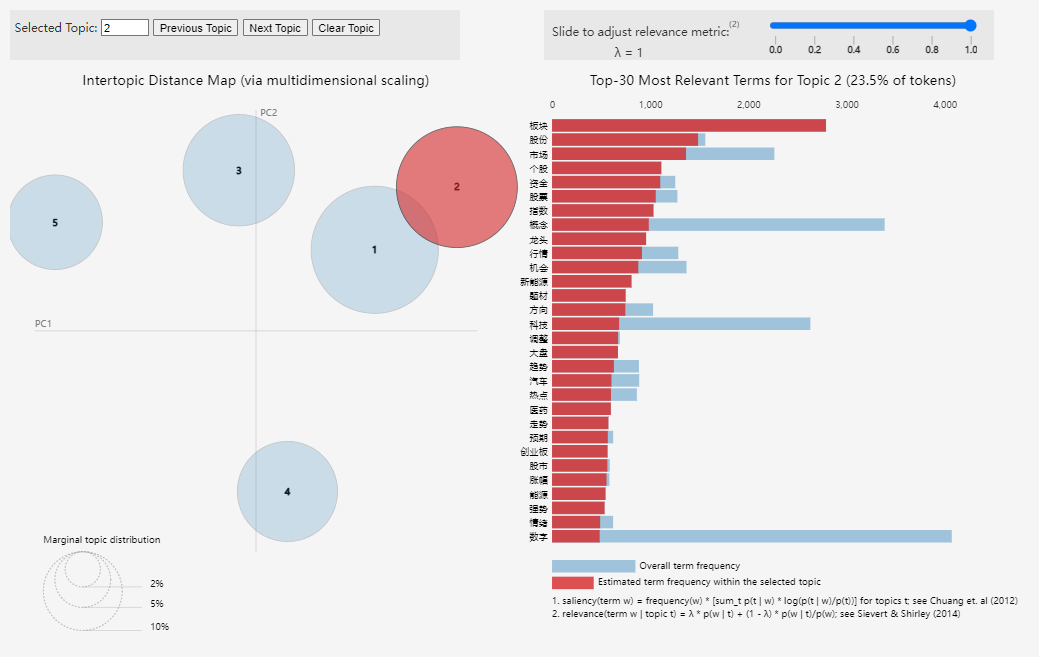 Selected Topic: 2 Previous Topic Next Topic Clear Topic
Slide to adjust relevance metric:(2)
λ = 1
0.0 0.2 0.4 0.6 0.8 1.0
Intertopic Distance Map (via multidimensional scaling)
PC2
PC1
5
3
2
1
4
Marginal topic distribution
2%
5%
10%
Top-30 Most Relevant Terms for Topic 2 (23.5% of tokens)
0 1,000 2,000 3,000 4,000
板块
股份
市场
个股
资金
股票
指数
概念
龙头
行情
机会
新能源
题材
方向
科技
调整
大盘
趋势
汽车
热点
医药
走势
预期
创业板
股市
涨幅
能源
强势
情绪
数字
Overall term frequency
Estimated term frequency within the selected topic
1. saliency(term w) = frequency(w) * [sum_t p(t | w) * log(p(t | w)/p(t))] for topics t; see Chuang et. al (2012)
2. relevance(term w | topic t) = λ * p(w | t) + (1 - λ) * p(w | t)/p(w); see Sievert & Shirley (2014)